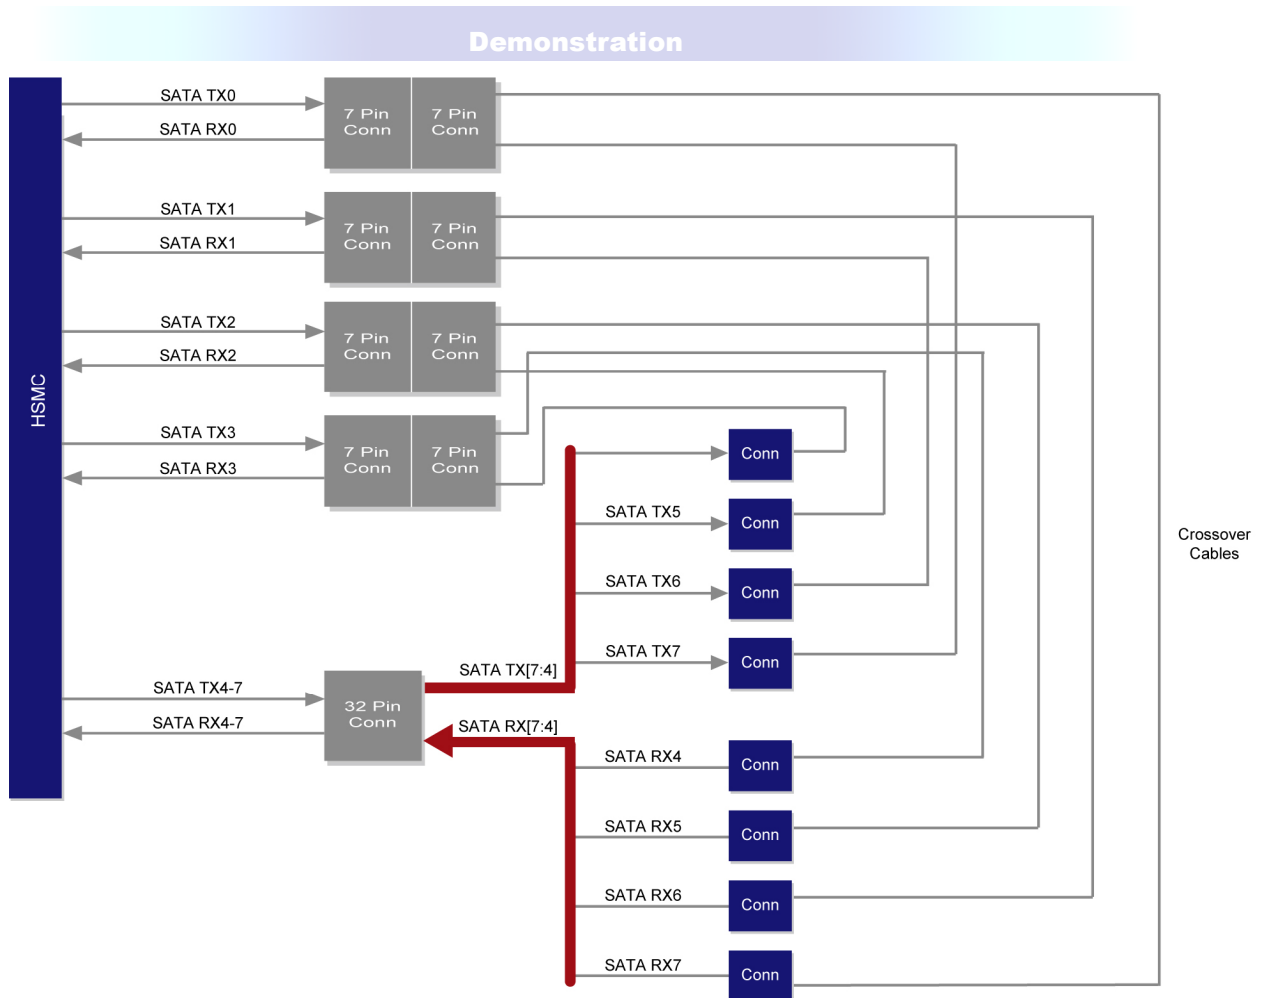 Demonstration
SATA TX0
SATA RX0
7 Pin
Conn
7 Pin
Conn
SATA TX1
SATA RX1
7 Pin
Conn
7 Pin
Conn
SATA TX2
SATA RX2
7 Pin
Conn
7 Pin
Conn
HSMC
SATA TX3
SATA RX3
7 Pin
Conn
7 Pin
Conn
Conn
SATA TX5
Conn
SATA TX6
Conn
SATA TX7
Conn
Crossover
Cables
SATA TX4-7
SATA RX4-7
32 Pin
Conn
SATA TX[7:4]
SATA RX[7:4]
SATA RX4
Conn
SATA RX5
Conn
SATA RX6
Conn
SATA RX7
Conn